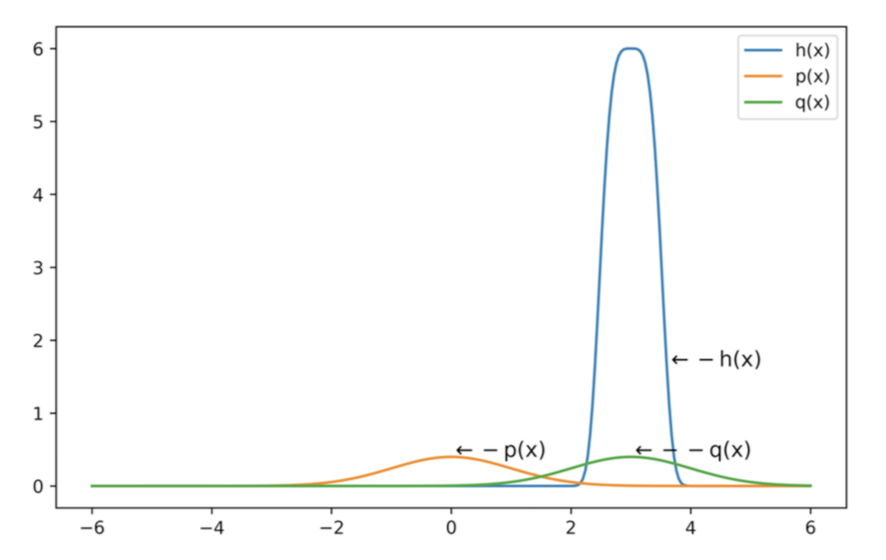 h(x)
p(x)
q(x)
6
5
4
3
2
1
0
← − h(x)
← − p(x)
← − − q(x)
−6
−4
−2
0
2
4
6